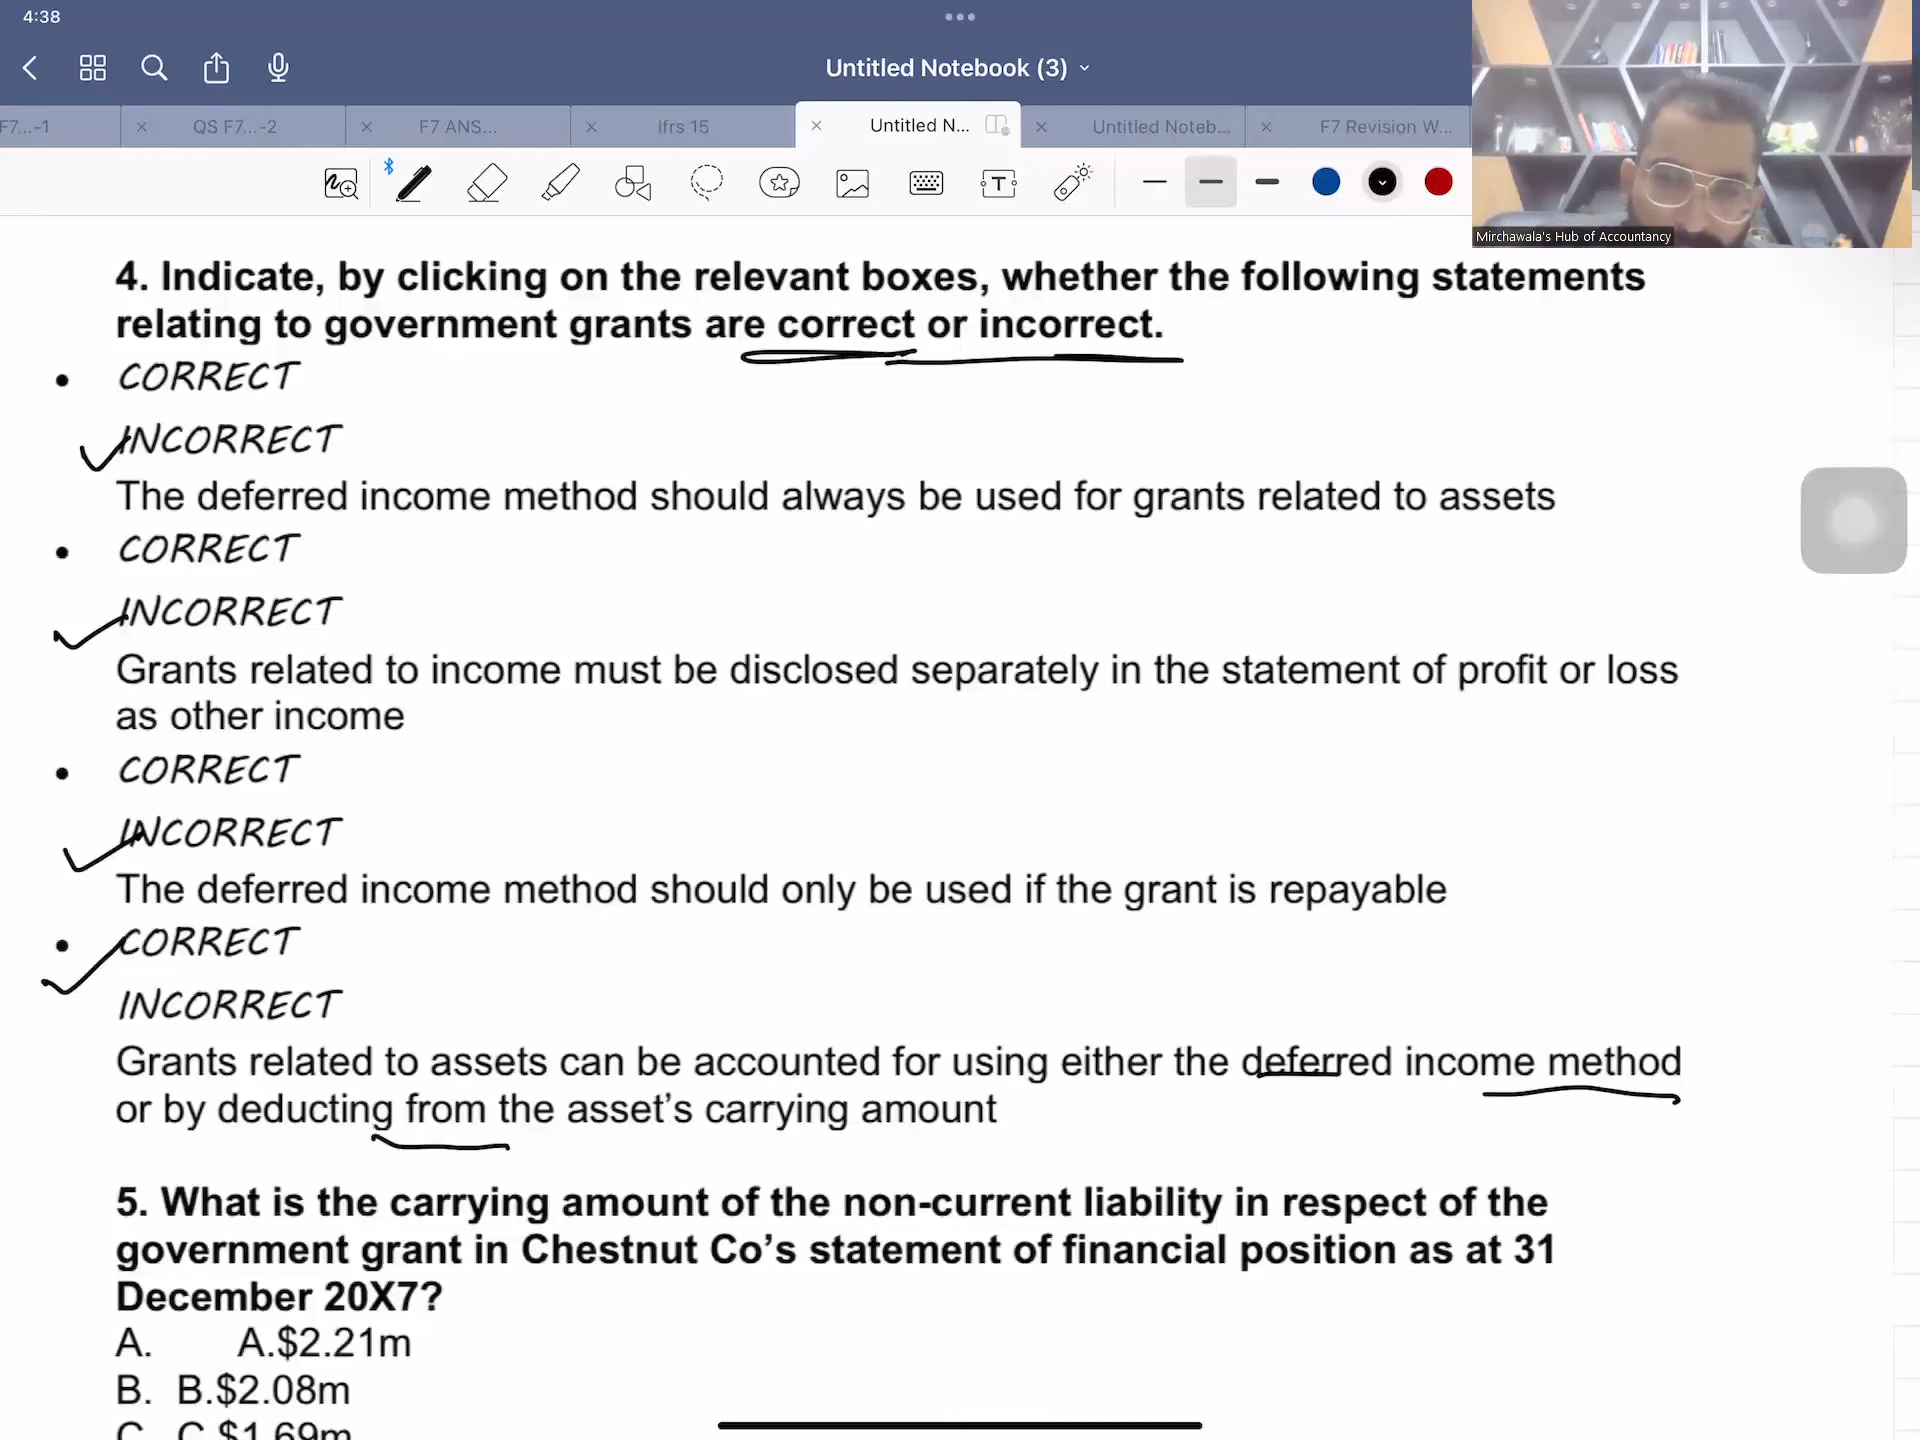 4:38
Untitled Notebook (3)
F7...-1
QS F7...-2
F7 ANS...
Ifrs 15
Untitled N...
Untitled Noteb...
F7 Revision W...
T
Mirchawala's Hub of Accountancy
4. Indicate, by clicking on the relevant boxes, whether the following statements
relating to government grants are correct or incorrect.
• CORRECT
INCORRECT
The deferred income method should always be used for grants related to assets
• CORRECT
INCORRECT
Grants related to income must be disclosed separately in the statement of profit or loss
as other income
• CORRECT
INCORRECT
The deferred income method should only be used if the grant is repayable
• CORRECT
INCORRECT
Grants related to assets can be accounted for using either the deferred income method
or by deducting from the asset’s carrying amount
5. What is the carrying amount of the non-current liability in respect of the
government grant in Chestnut Co’s statement of financial position as at 31
December 20X7?
A. A.$2.21m
B. B.$2.08m
C. C.$1.69m